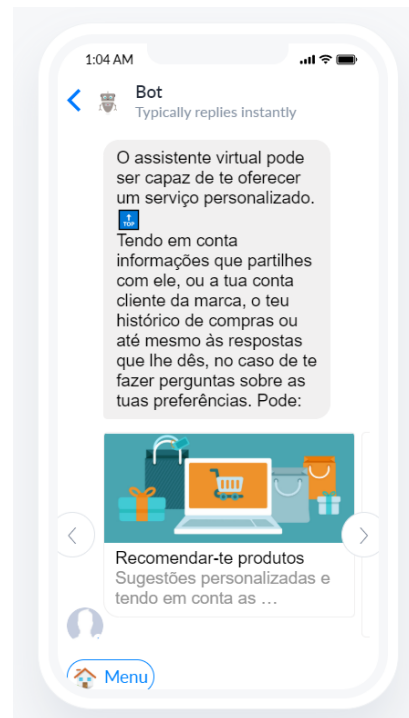 1:04 AM
Bot
Typically replies instantly
O assistente virtual pode
ser capaz de te oferecer
um serviço personalizado.
TOP
Tendo em conta
informações que partilhes
com ele, ou a tua conta
cliente da marca, o teu
histórico de compras ou
até mesmo às respostas
que lhe dês, no caso de te
fazer perguntas sobre as
tuas preferências. Pode:
Recomendar-te produtos
Sugestões personalizadas e
tendo em conta as …
Menu